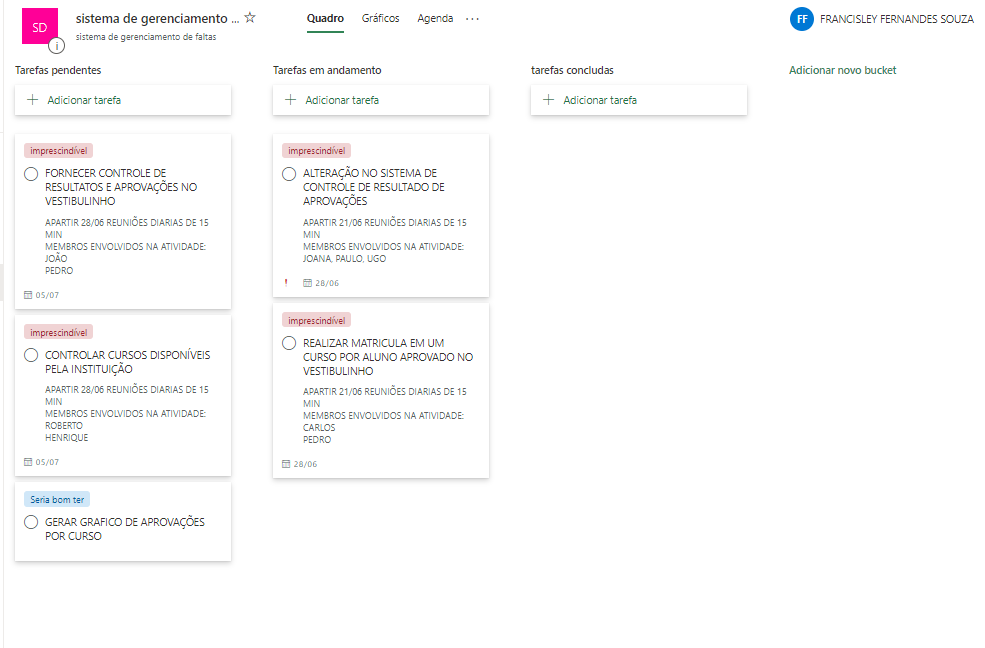 SD
sistema de gerenciamento ...
sistema de gerenciamento de faltas
Quadro
Gráficos
Agenda
...
FF
FRANCISLEY FERNANDES SOUZA
Tarefas pendentes
Adicionar tarefa
imprescindível
FORNECER CONTROLE DE
RESULTATOS E APROVAÇÕES NO
VESTIBULINHO
APARTIR 28/06 REUNIÕES DIARIAS DE 15
MIN
MEMBROS ENVOLVIDOS NA ATIVIDADE:
JOÃO
PEDRO
05/07
imprescindível
CONTROLAR CURSOS DISPONÍVEIS
PELA INSTITUIÇÃO
APARTIR 28/06 REUNIÕES DIARIAS DE 15
MIN
MEMBROS ENVOLVIDOS NA ATIVIDADE:
ROBERTO
HENRIQUE
05/07
Seria bom ter
GERAR GRAFICO DE APROVAÇÕES
POR CURSO
Tarefas em andamento
Adicionar tarefa
imprescindível
ALTERAÇÃO NO SISTEMA DE
CONTROLE DE RESULTADO DE
APROVAÇÕES
APARTIR 21/06 REUNIÕES DIARIAS DE 15
MIN
MEMBROS ENVOLVIDOS NA ATIVIDADE:
JOANA, PAULO, UGO
28/06
imprescindível
REALIZAR MATRICULA EM UM
CURSO POR ALUNO APROVADO NO
VESTIBULINHO
APARTIR 21/06 REUNIÕES DIARIAS DE 15
MIN
MEMBROS ENVOLVIDOS NA ATIVIDADE:
CARLOS
PEDRO
28/06
tarefas concludas
Adicionar tarefa
Adicionar novo bucket